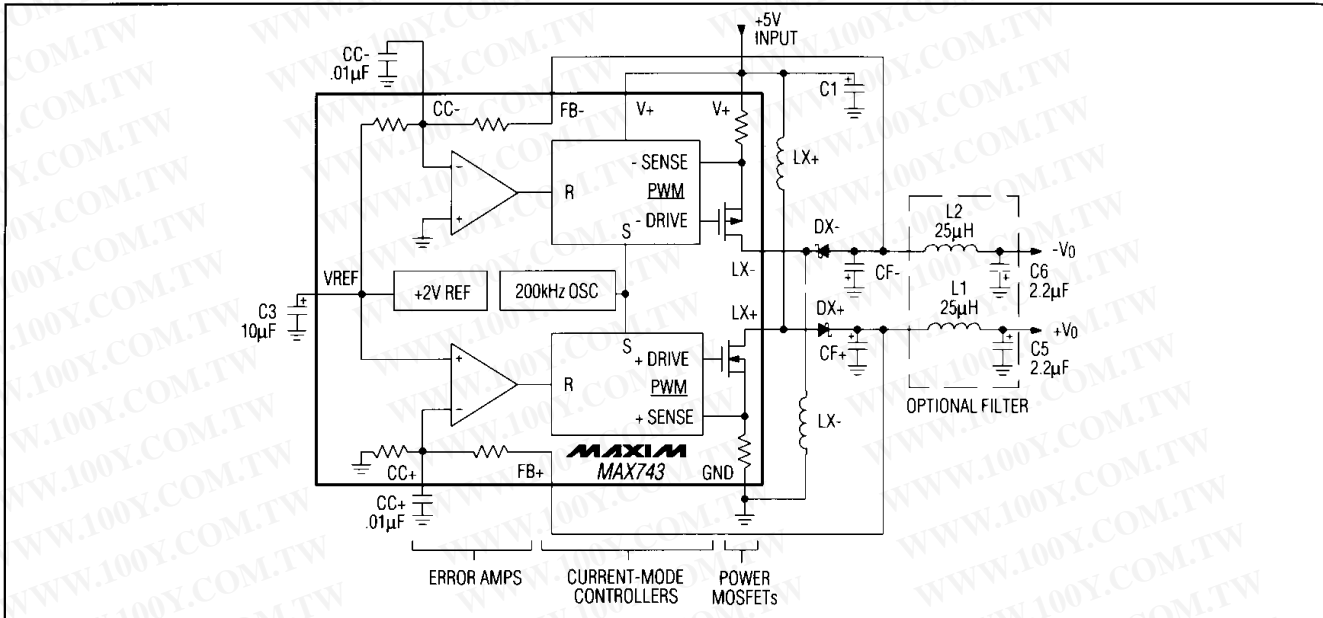 +5V
INPUT
CC-
.01µF
C1
CC-
FB-
V+
V+
LX+
- SENSE
PWM
- DRIVE
R
S
L2
25µH
DX-
-V0
LX-
CF-
C6
2.2µF
VREF
+2V REF
200kHz OSC
C3
10µF
L1
25µH
LX+
DX+
+V0
CF+
C5
2.2µF
S
+ DRIVE
PWM
+ SENSE
R
OPTIONAL FILTER
LX-
MAXIM
MAX743
CC+
FB+
GND
CC+
.01µF
ERROR AMPS
CURRENT-MODE
CONTROLLERS
POWER
MOSFETs
WWW.100Y.COM.TW